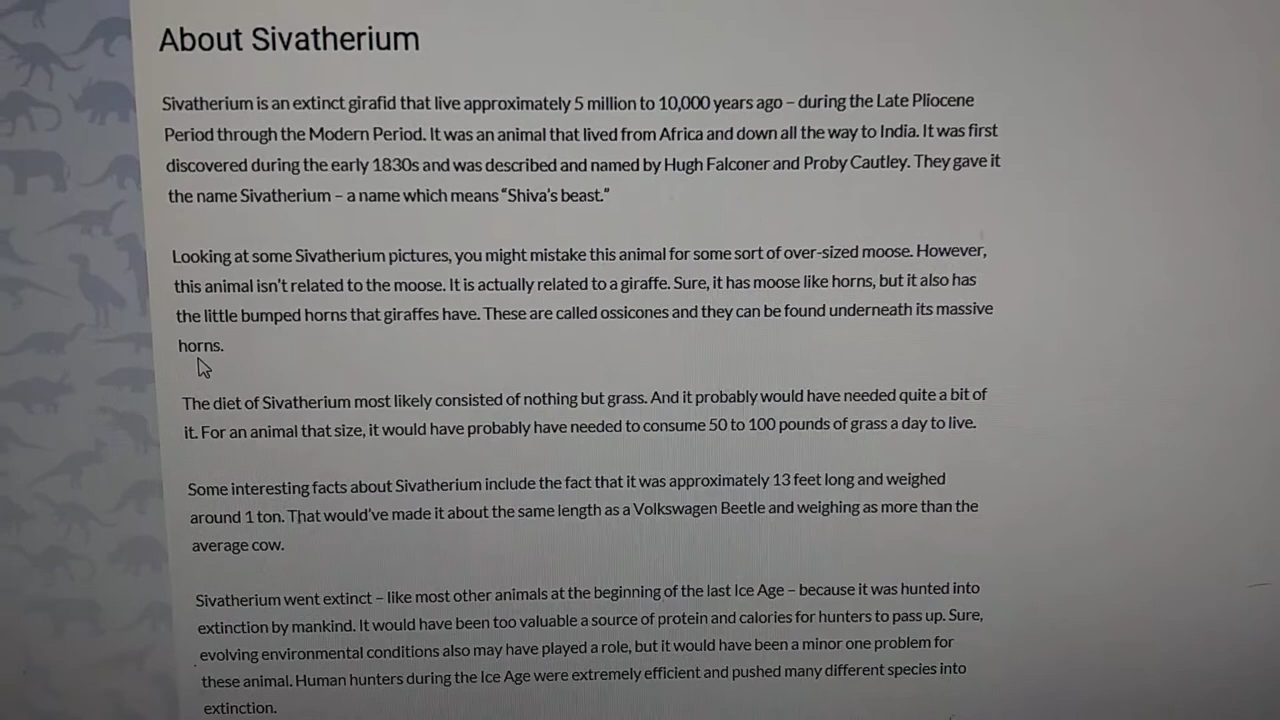 About Sivatherium
Sivatherium is an extinct girafid that live approximately 5 million to 10,000 years ago – during the Late Pliocene
Period through the Modern Period. It was an animal that lived from Africa and down all the way to India. It was first
discovered during the early 1830s and was described and named by Hugh Falconer and Proby Cautley. They gave it
the name Sivatherium – a name which means “Shiva's beast.”
Looking at some Sivatherium pictures, you might mistake this animal for some sort of over-sized moose. However,
this animal isn't related to the moose. It is actually related to a giraffe. Sure, it has moose like horns, but it also has
the little bumped horns that giraffes have. These are called ossicones and they can be found underneath its massive
horns.
The diet of Sivatherium most likely consisted of nothing but grass. And it probably would have needed quite a bit of
it. For an animal that size, it would have probably have needed to consume 50 to 100 pounds of grass a day to live.
Some interesting facts about Sivatherium include the fact that it was approximately 13 feet long and weighed
around 1 ton. That would've made it about the same length as a Volkswagen Beetle and weighing as more than the
average cow.
Sivatherium went extinct – like most other animals at the beginning of the last Ice Age – because it was hunted into
extinction by mankind. It would have been too valuable a source of protein and calories for hunters to pass up. Sure,
evolving environmental conditions also may have played a role, but it would have been a minor one problem for
these animal. Human hunters during the Ice Age were extremely efficient and pushed many different species into
extinction.